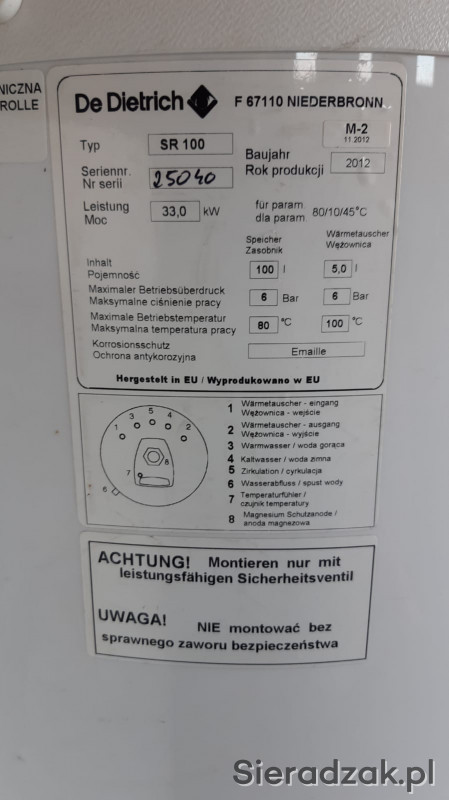 NICZNA
ROLLE
De Dietrich F 67110 NIEDERBRONN
M-2
11.2012
Typ SR 100
Baujahr
Rok produkcji 2012
Seriennr.
Nr serii 25040
Leistung
Moc 33,0 kW
für param
dla param 80/10/45°C
Speicher
Zasobnik
Wärmetauscher
Wężownica
Inhalt
Pojemność 100 l 5,0 l
Maximaler Betriebsüberdruck
Maksymalne ciśnienie pracy 6 Bar 6 Bar
Maximale Betriebstemperatur
Maksymalna temperatura pracy 80 °C 100 °C
Korrosionsschutz
Ochrona antykorozyjna Emaille
Hergestelt in EU / Wyprodukowano w EU
1 3 5 4 2
7 8
6
1 Wärmetauscher - eingang
Wężownica - wejście
2 Wärmetauscher - ausgang
Wężownica - wyjście
3 Warmwasser / woda gorąca
4 Kaltwasser / woda zimna
5 Zirkulation / cyrkulacja
6 Wasserabfluss / spust wody
7 Temperaturfühler /
czujnik temperatury
8 Magnesium Schutzanode /
anoda magnezowa
ACHTUNG! Montieren nur mit
leistungsfähigen Sicherheitsventil
UWAGA!
NIE montować bez
sprawnego zaworu bezpieczeństwa
Sieradzak.pl